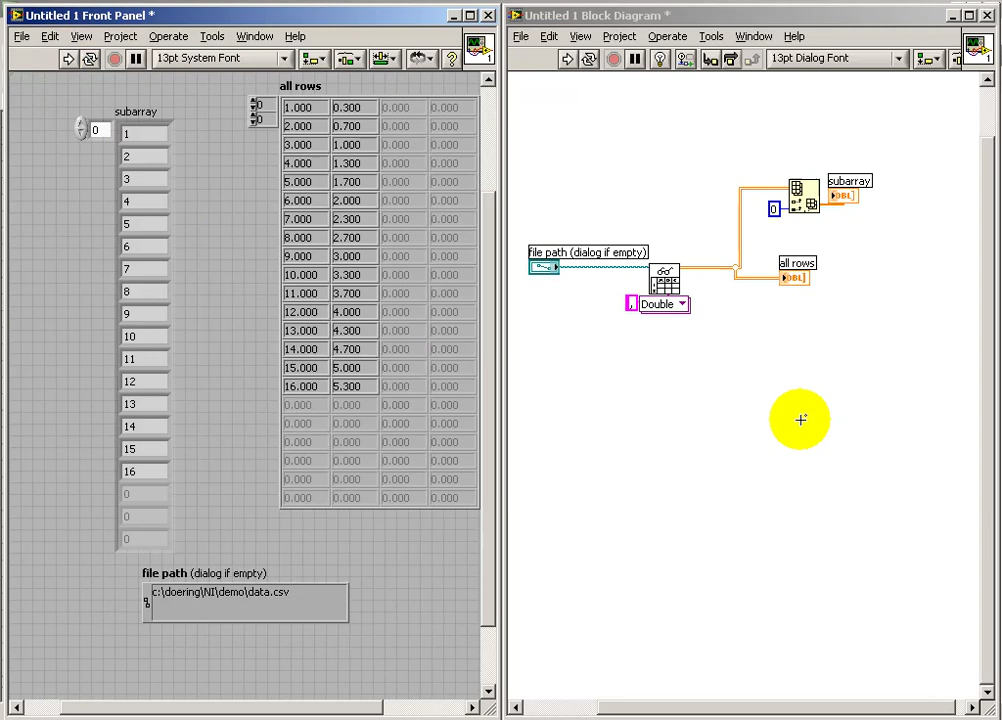 Untitled 1 Front Panel *
File Edit View Project Operate Tools Window Help
13pt System Font
?
1
all rows
subarray
0
0
0
1
2
3
4
5
6
7
8
9
10
11
12
13
14
15
16
0
0
0
1.000 0.300 0.000 0.000
2.000 0.700 0.000 0.000
3.000 1.000 0.000 0.000
4.000 1.300 0.000 0.000
5.000 1.700 0.000 0.000
6.000 2.000 0.000 0.000
7.000 2.300 0.000 0.000
8.000 2.700 0.000 0.000
9.000 3.000 0.000 0.000
10.000 3.300 0.000 0.000
11.000 3.700 0.000 0.000
12.000 4.000 0.000 0.000
13.000 4.300 0.000 0.000
14.000 4.700 0.000 0.000
15.000 5.000 0.000 0.000
16.000 5.300 0.000 0.000
0.000 0.000 0.000 0.000
0.000 0.000 0.000 0.000
0.000 0.000 0.000 0.000
0.000 0.000 0.000 0.000
0.000 0.000 0.000 0.000
0.000 0.000 0.000 0.000
file path (dialog if empty)
c:\doering\NI\demo\data.csv
Untitled 1 Block Diagram *
File Edit View Project Operate Tools Window Help
13pt Dialog Font
1
subarray
DBL]
0
file path (dialog if empty)
all rows
DBL]
, Double